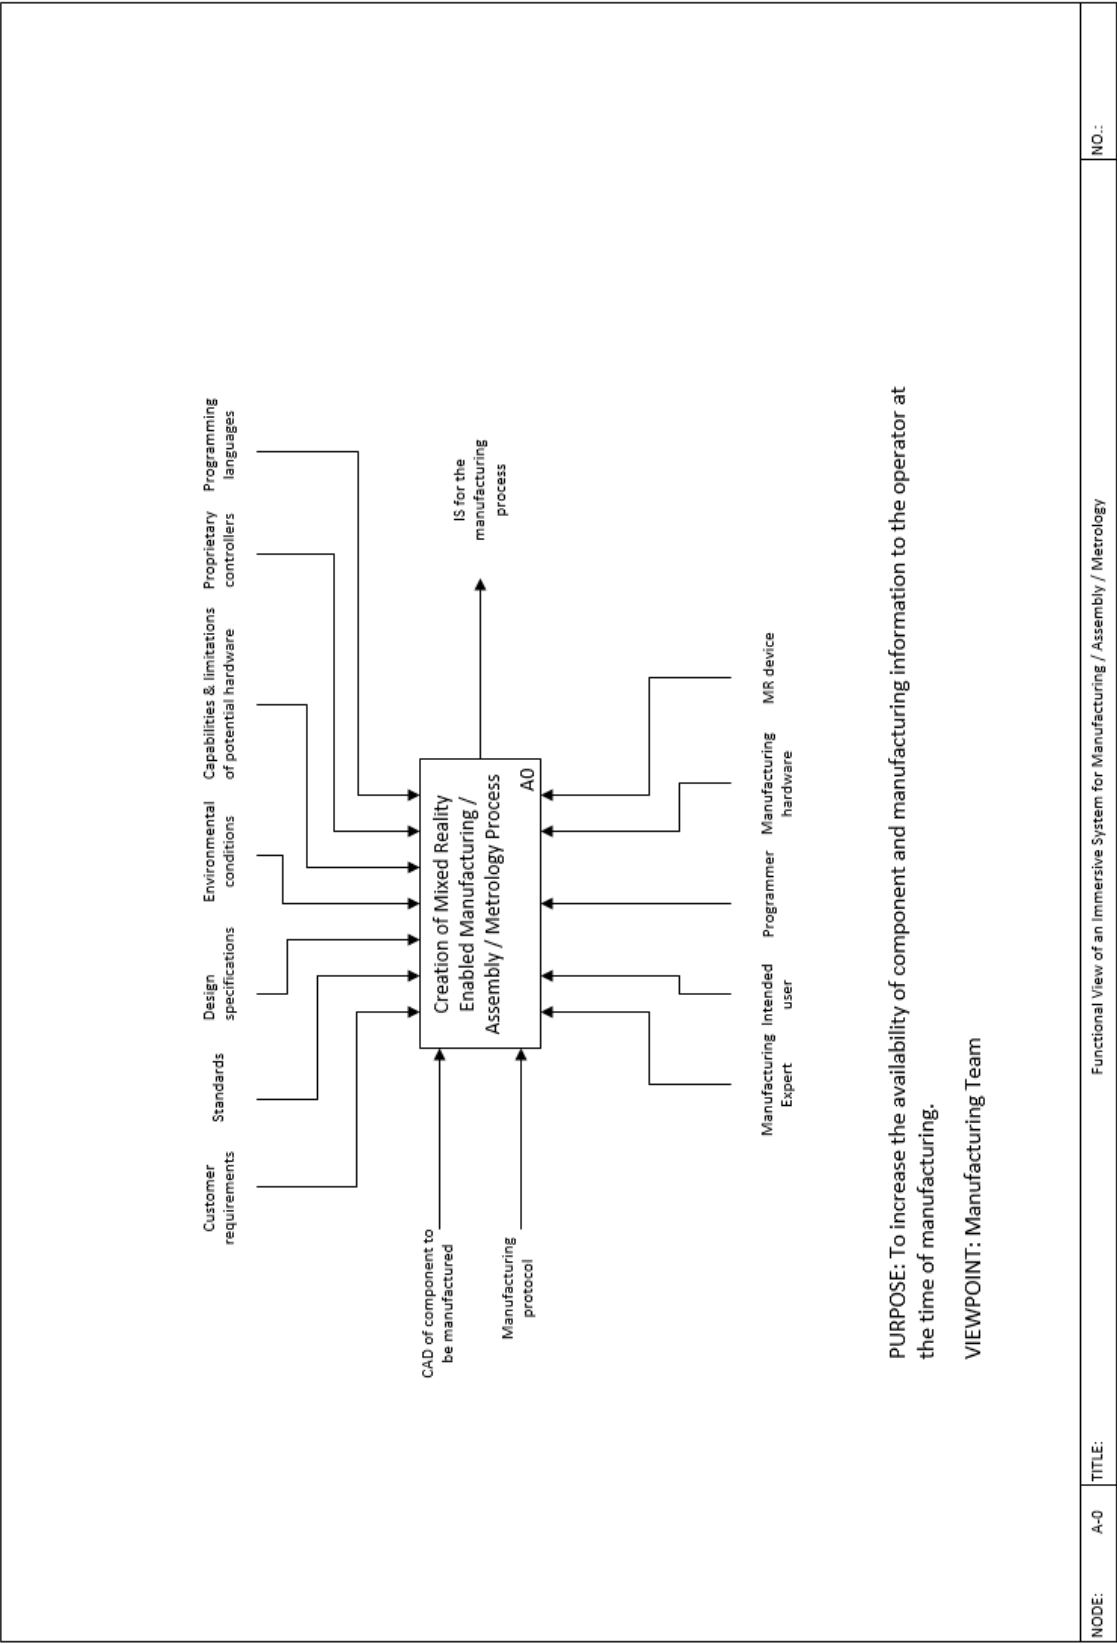 Customer
requirements
Standards
Design
specifications
Environmental
conditions
Capabilities & limitations
of potential hardware
Proprietary
controllers
Programming
languages
CAD of component to
be manufactured
Manufacturing
protocol
Creation of Mixed Reality
Enabled Manufacturing /
Assembly / Metrology Process
A0
IS for the
manufacturing
process
Manufacturing
Expert
Intended
user
Programmer
Manufacturing
hardware
MR device
PURPOSE: To increase the availability of component and manufacturing information to the operator at
the time of manufacturing.
VIEWPOINT: Manufacturing Team
NODE: A-0 TITLE: Functional View of an Immersive System for Manufacturing / Assembly / Metrology NO.: